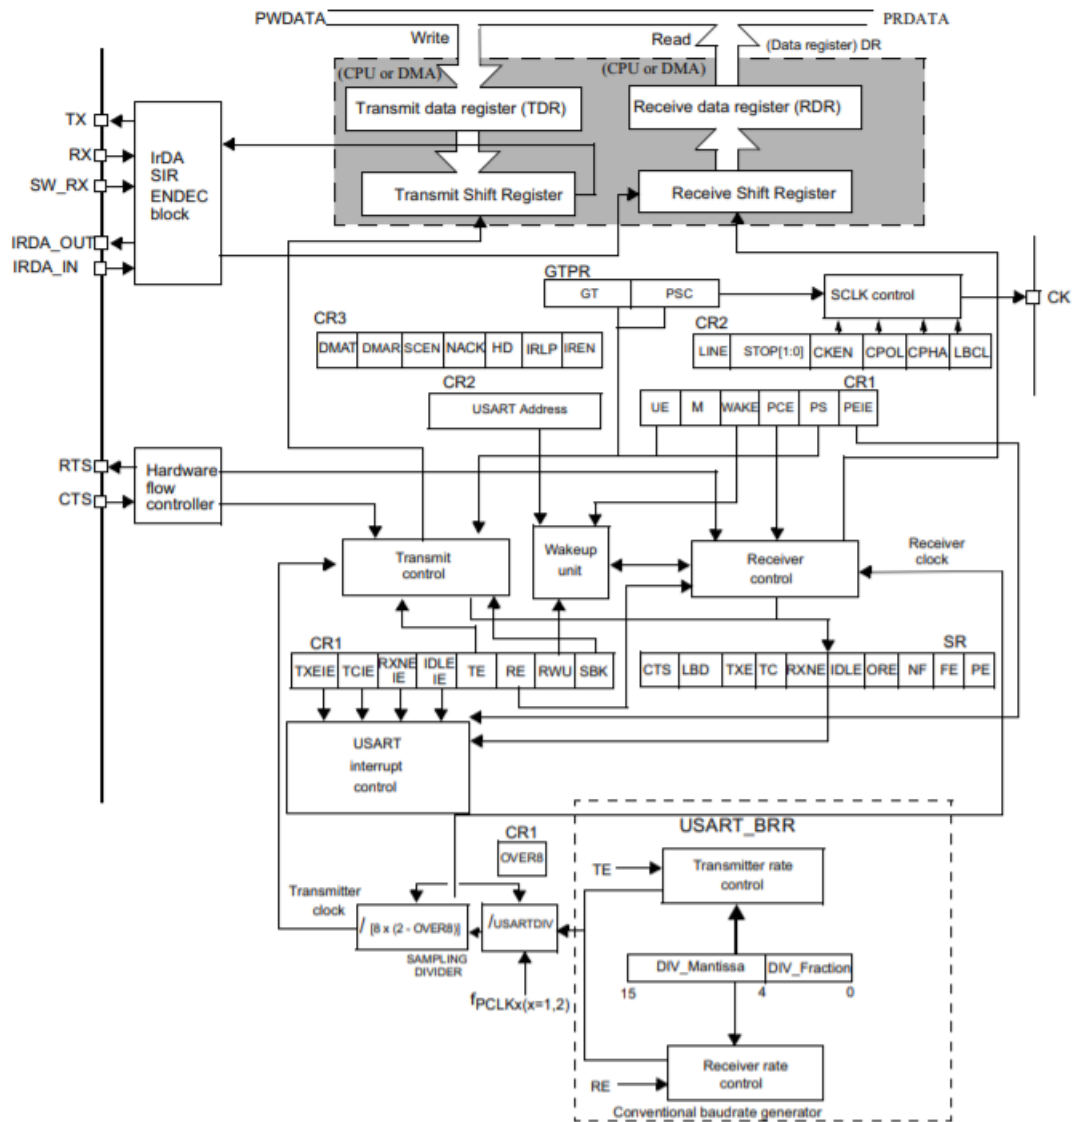 PWDATA
PRDATA
Write
Read
(Data register) DR
(CPU or DMA)
(CPU or DMA)
Transmit data register (TDR)
Receive data register (RDR)
TX
RX
SW_RX
IRDA_OUT
IRDA_IN
IrDA
SIR
ENDEC
block
Transmit Shift Register
Receive Shift Register
GTPR
GT
PSC
SCLK control
CK
CR3
DMAT
DMAR
SCEN
NACK
HD
IRLP
IREN
CR2
LINE
STOP[1:0]
CKEN
CPOL
CPHA
LBCL
CR2
USART Address
CR1
UE
M
WAKE
PCE
PS
PEIE
RTS
CTS
Hardware
flow
controller
Transmit
control
Wakeup
unit
Receiver
control
Receiver
clock
CR1
TXEIE
TCIE
RXNE
IE
IDLE
IE
TE
RE
RWU
SBK
SR
CTS
LBD
TXE
TC
RXNE
IDLE
ORE
NF
FE
PE
USART
interrupt
control
CR1
OVER8
USART_BRR
TE
Transmitter rate
control
Transmitter
clock
/ [8 x (2 - OVER8)]
/USARTDIV
SAMPLING
DIVIDER
fPCLKx(x=1,2)
DIV_Mantissa
DIV_Fraction
15
4
0
RE
Receiver rate
control
Conventional baudrate generator